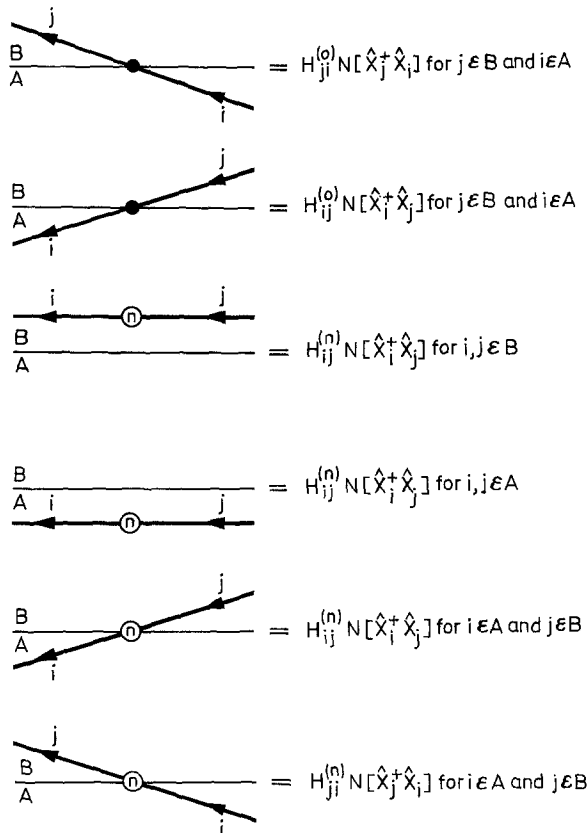 j
B
A
i
= H_{ji}^{(o)} N[X̂_j^+ X̂_i] for j ε B and i ε A
j
B
A
i
= H_{ij}^{(o)} N[X̂_i^+ X̂_j] for j ε B and i ε A
i n j
B
A
= H_{ij}^{(n)} N[X̂_i^+ X̂_j] for i, j ε B
B
A
i n j
= H_{ij}^{(n)} N[X̂_i^+ X̂_j] for i, j ε A
j
B
A
n
i
= H_{ij}^{(n)} N[X̂_i^+ X̂_j] for i ε A and j ε B
j
B
A
n
i
= H_{ji}^{(n)} N[X̂_j^+ X̂_i] for i ε A and j ε B